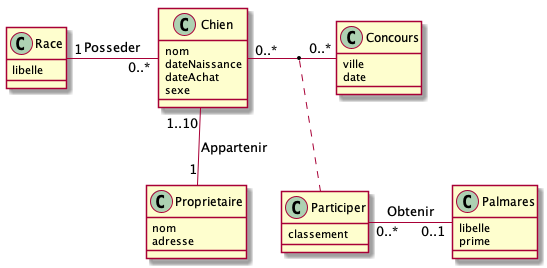 C Race
libelle
1 Posseder
0..*
C Chien
nom
dateNaissance
dateAchat
sexe
0..*
0..*
C Concours
ville
date
1..10
Appartenir
1
C Proprietaire
nom
adresse
C Participer
classement
Obtenir
0..*
0..1
C Palmares
libelle
prime